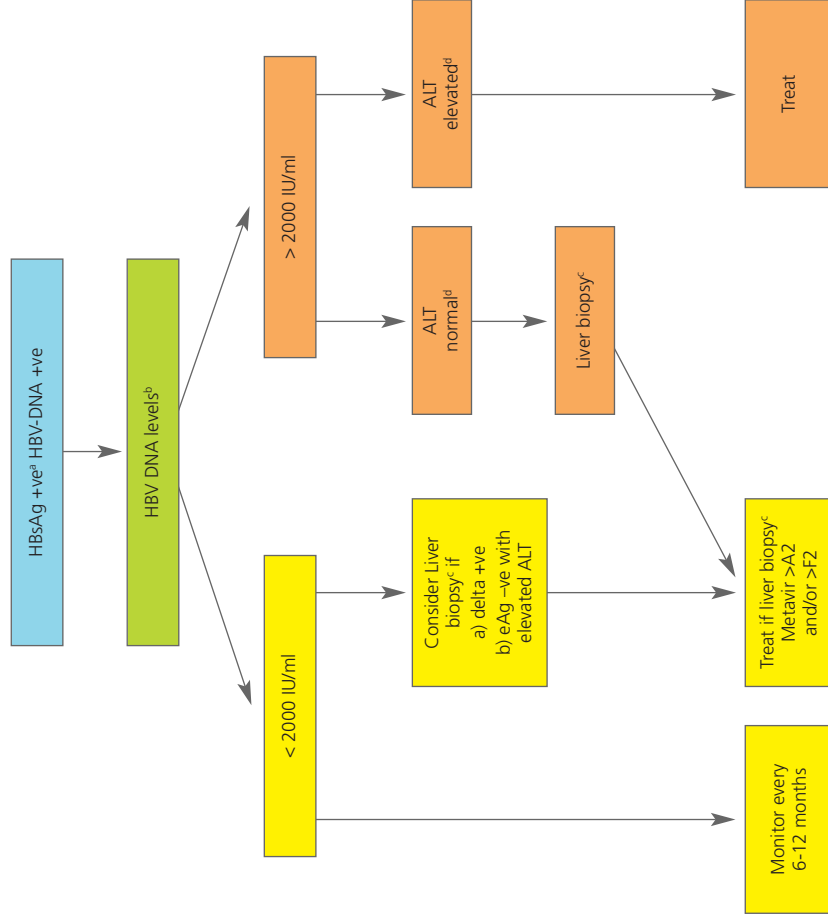 HBsAg +veᵃ HBV-DNA +ve
HBV DNA levelsᵇ
< 2000 IU/ml
> 2000 IU/ml
Consider Liver
biopsyᶜ if
a) delta +ve
b) eAg –ve with
elevated ALT
ALT
normalᵈ
ALT
elevatedᵈ
Liver biopsyᶜ
Monitor every
6-12 months
Treat if liver biopsyᶜ
Metavir >A2
and/or >F2
Treat